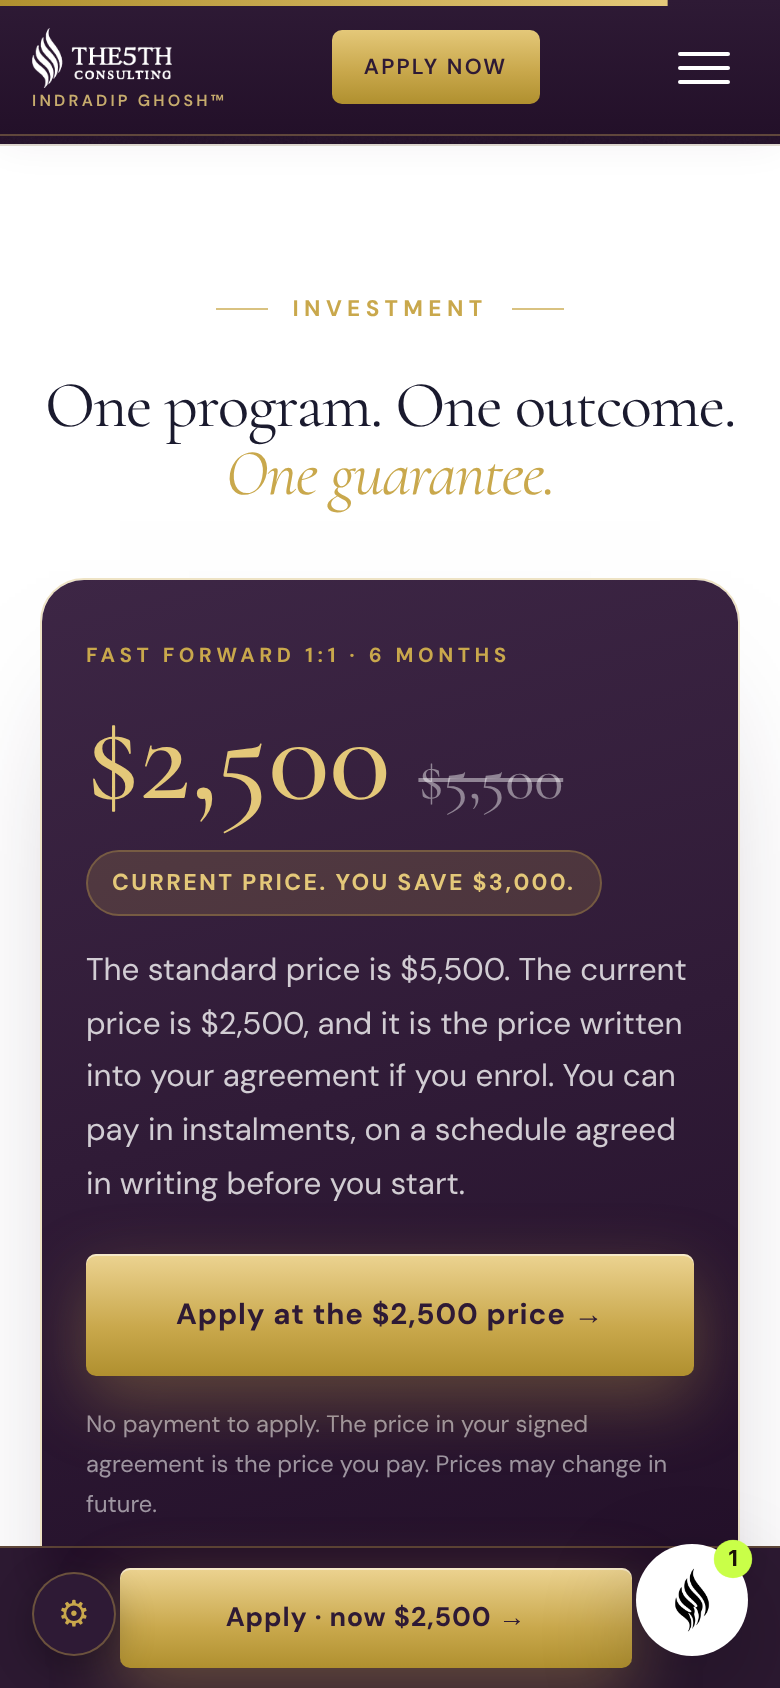 THE5TH
CONSULTING
INDRADIP GHOSH™
APPLY NOW
INVESTMENT
One program. One outcome.
One guarantee.
FAST FORWARD 1:1 · 6 MONTHS
$2,500 $5,500
CURRENT PRICE. YOU SAVE $3,000.
The standard price is $5,500. The current
price is $2,500, and it is the price written
into your agreement if you enrol. You can
pay in instalments, on a schedule agreed
in writing before you start.
Apply at the $2,500 price →
No payment to apply. The price in your signed
agreement is the price you pay. Prices may change in
future.
Apply · now $2,500 →
1